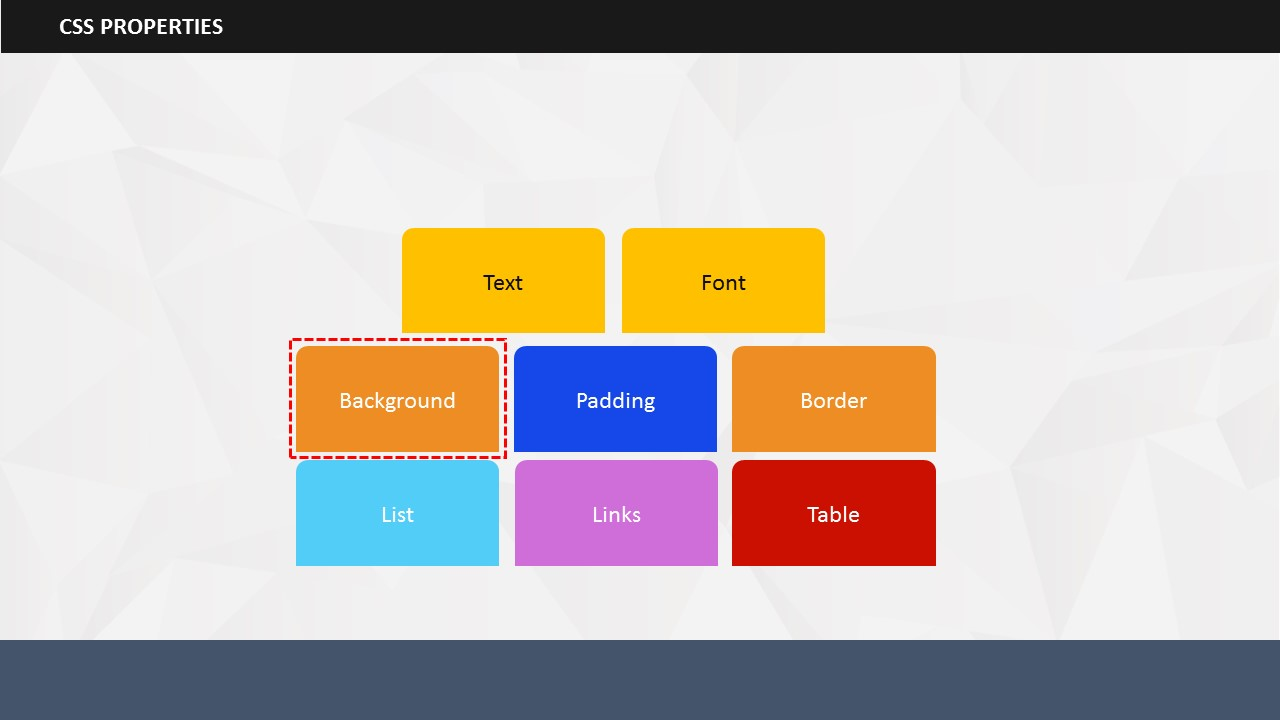 CSS PROPERTIES
Text
Font
Background
Padding
Border
List
Links
Table